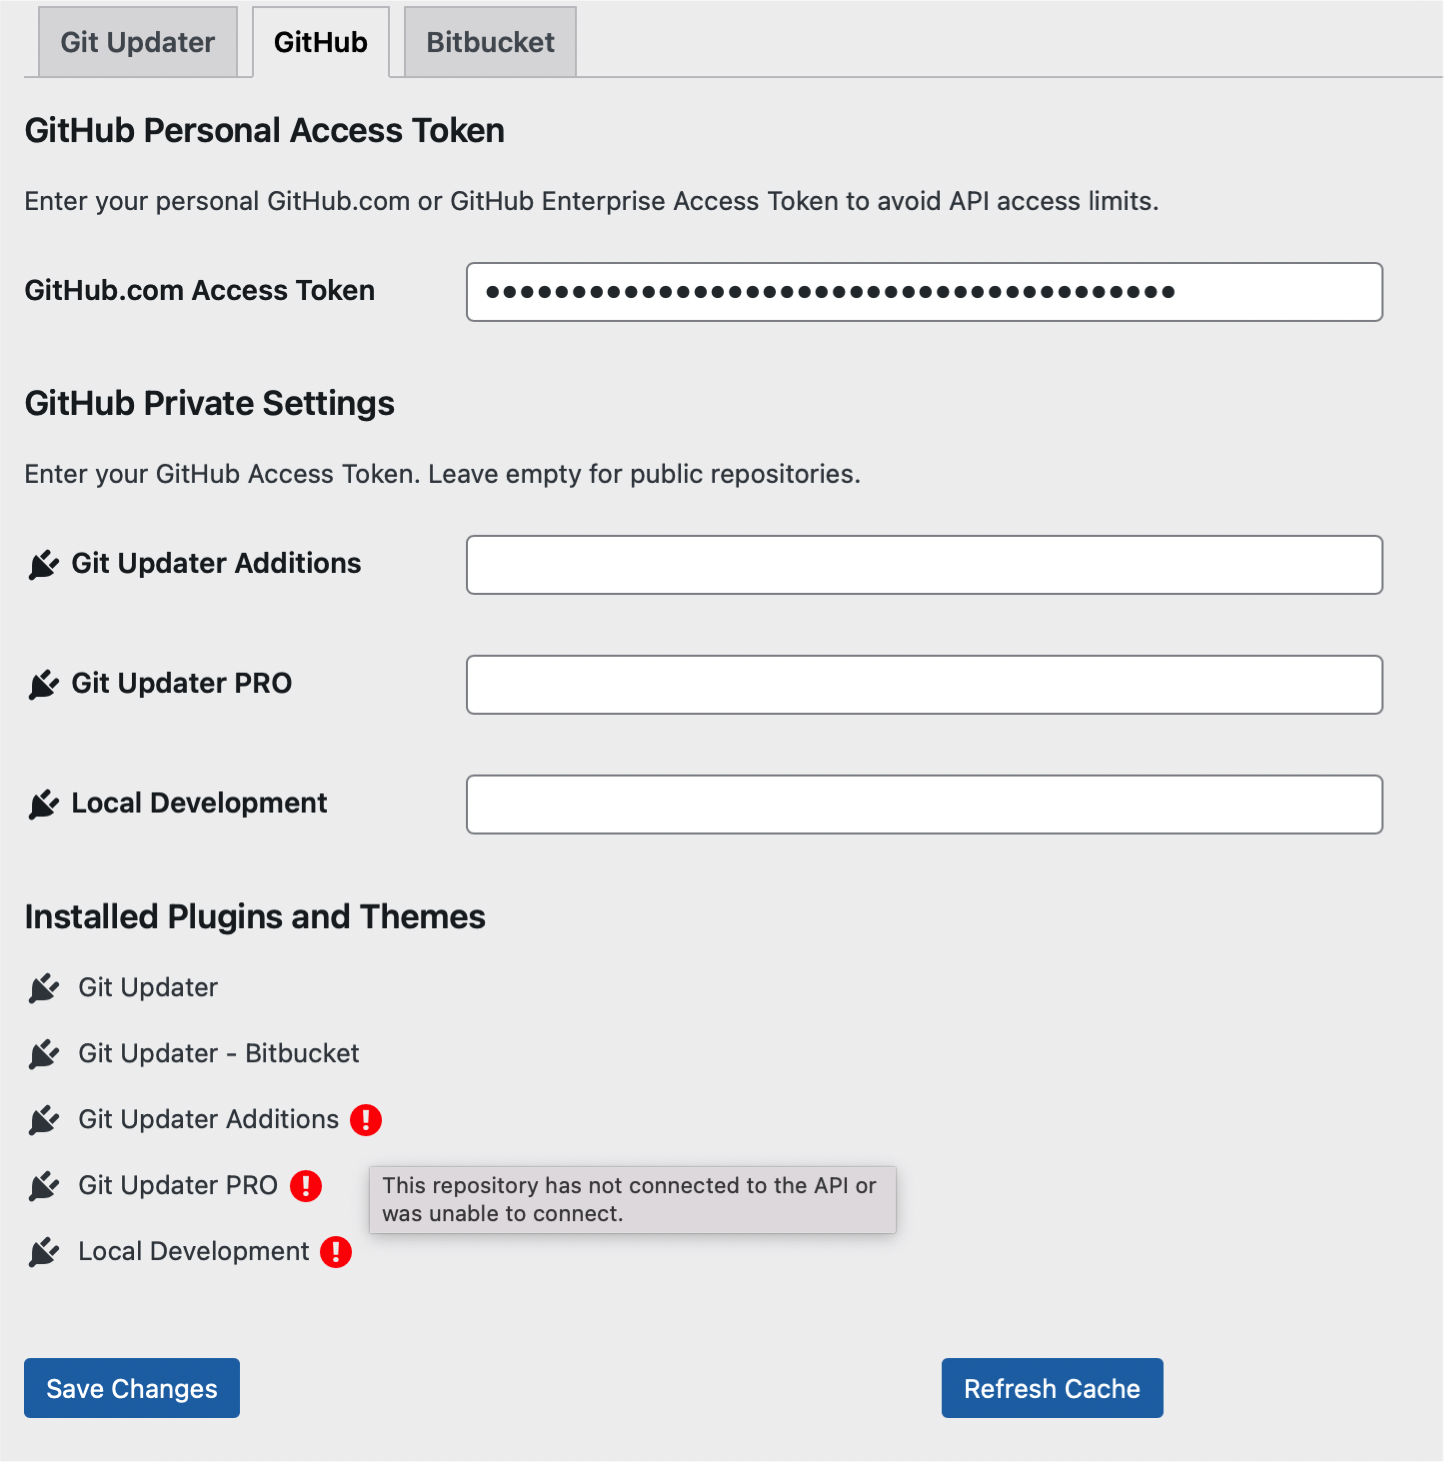 Git Updater
GitHub
Bitbucket
GitHub Personal Access Token
Enter your personal GitHub.com or GitHub Enterprise Access Token to avoid API access limits.
GitHub.com Access Token
GitHub Private Settings
Enter your GitHub Access Token. Leave empty for public repositories.
Git Updater Additions
Git Updater PRO
Local Development
Installed Plugins and Themes
Git Updater
Git Updater - Bitbucket
Git Updater Additions
Git Updater PRO
This repository has not connected to the API or
was unable to connect.
Local Development
Save Changes
Refresh Cache